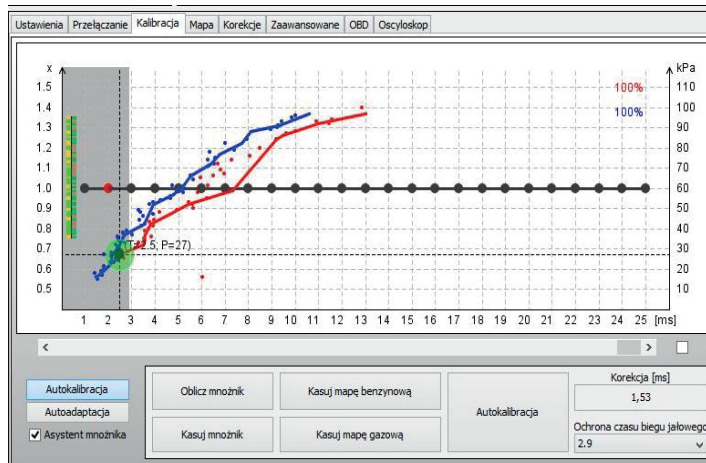 Ustawienia Przełączanie Kalibracja Mapa Korekcje Zaawansowane OBD Oscyloskop
x kPa
1.5 110
100%
1.4 100
100%
1.3 90
1.2 80
1.1 70
1.0 60
0.9 50
0.8 40
(T=2.5; P=27)
0.7 30
0.6 20
0.5 10
1 2 3 4 5 6 7 8 9 10 11 12 13 14 15 16 17 18 19 20 21 22 23 24 25 [ms]
Autokalibracja
Autoadaptacja
Asystent mnożnika
Oblicz mnożnik
Kasuj mapę benzynową
Kasuj mnożnik
Kasuj mapę gazową
Autokalibracja
Korekcja [ms]
1,53
Ochrona czasu biegu jałowego
2.9